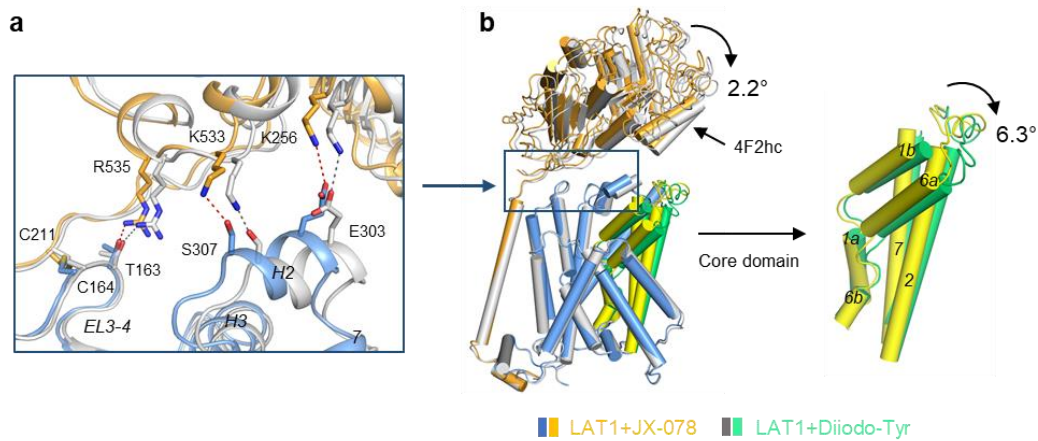 a
K533
K256
R535
C211
S307
E303
T163
C164
H2
EL3-4
H3
7
b
2.2°
4F2hc
Core domain
6.3°
1b
6a
1a
7
2
6b
LAT1+JX-078
LAT1+Diiodo-Tyr